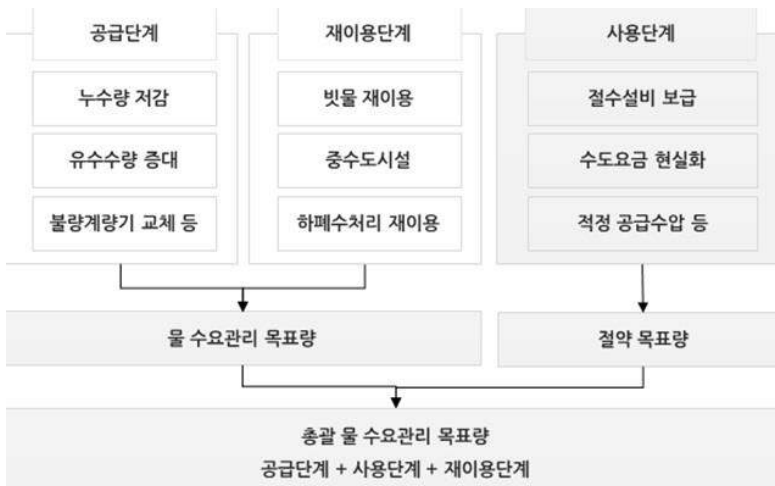 공급단계
누수량 저감
유수수량 증대
불량계량기 교체 등
재이용단계
빗물 재이용
중수도시설
하폐수처리 재이용
사용단계
절수설비 보급
수도요금 현실화
적정 공급수압 등
물 수요관리 목표량
절약 목표량
총괄 물 수요관리 목표량
공급단계 + 사용단계 + 재이용단계